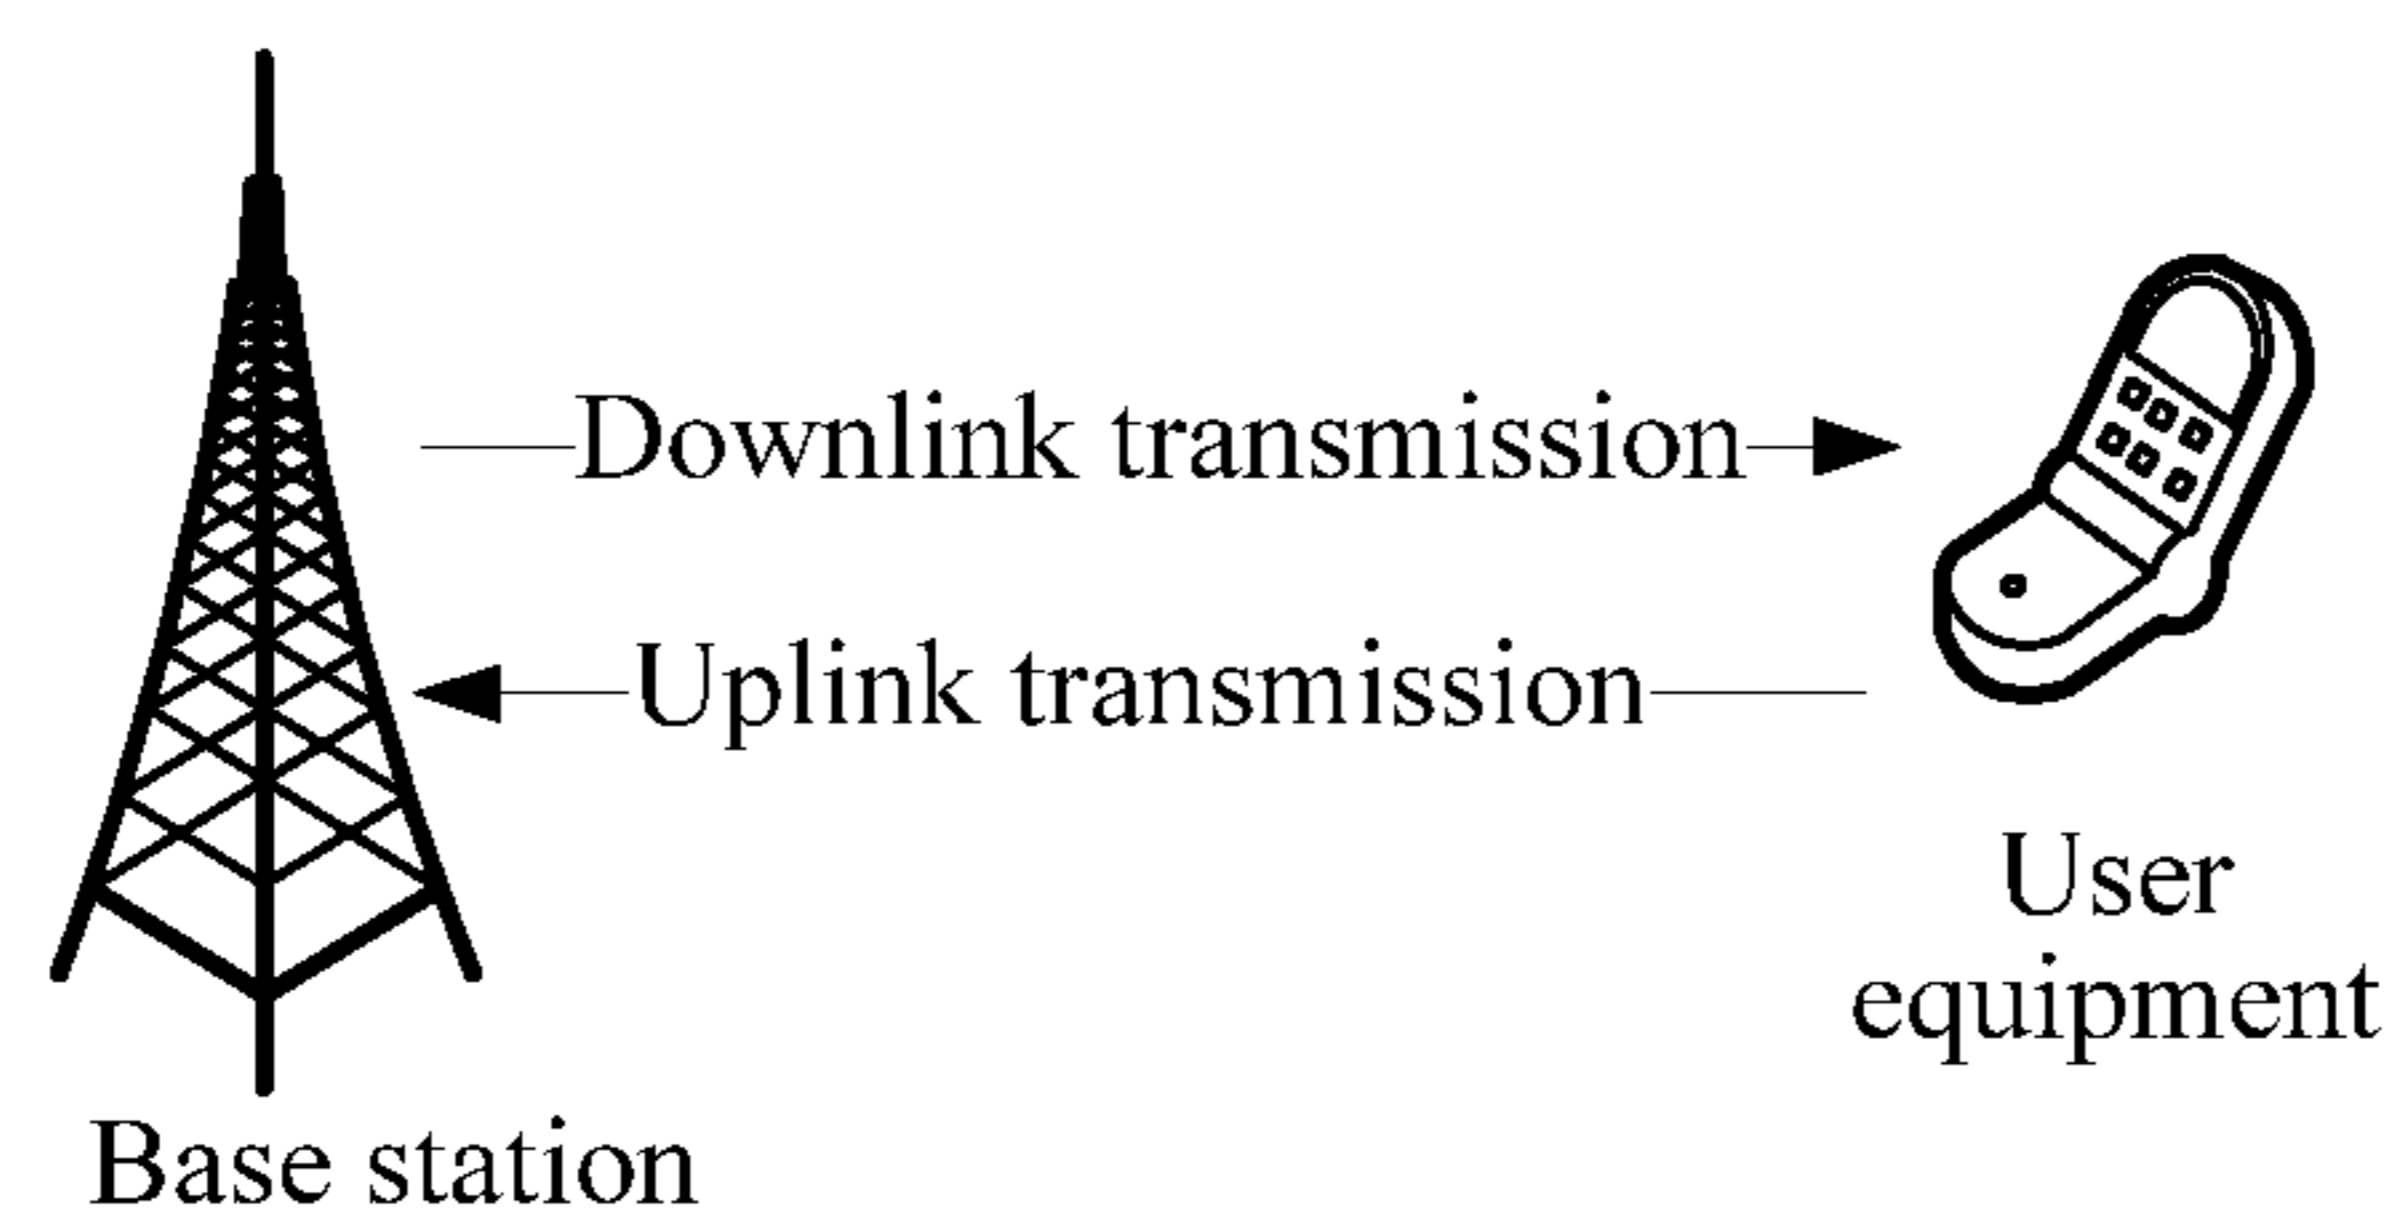 Downlink transmission
Uplink transmission
User
equipment
Base station